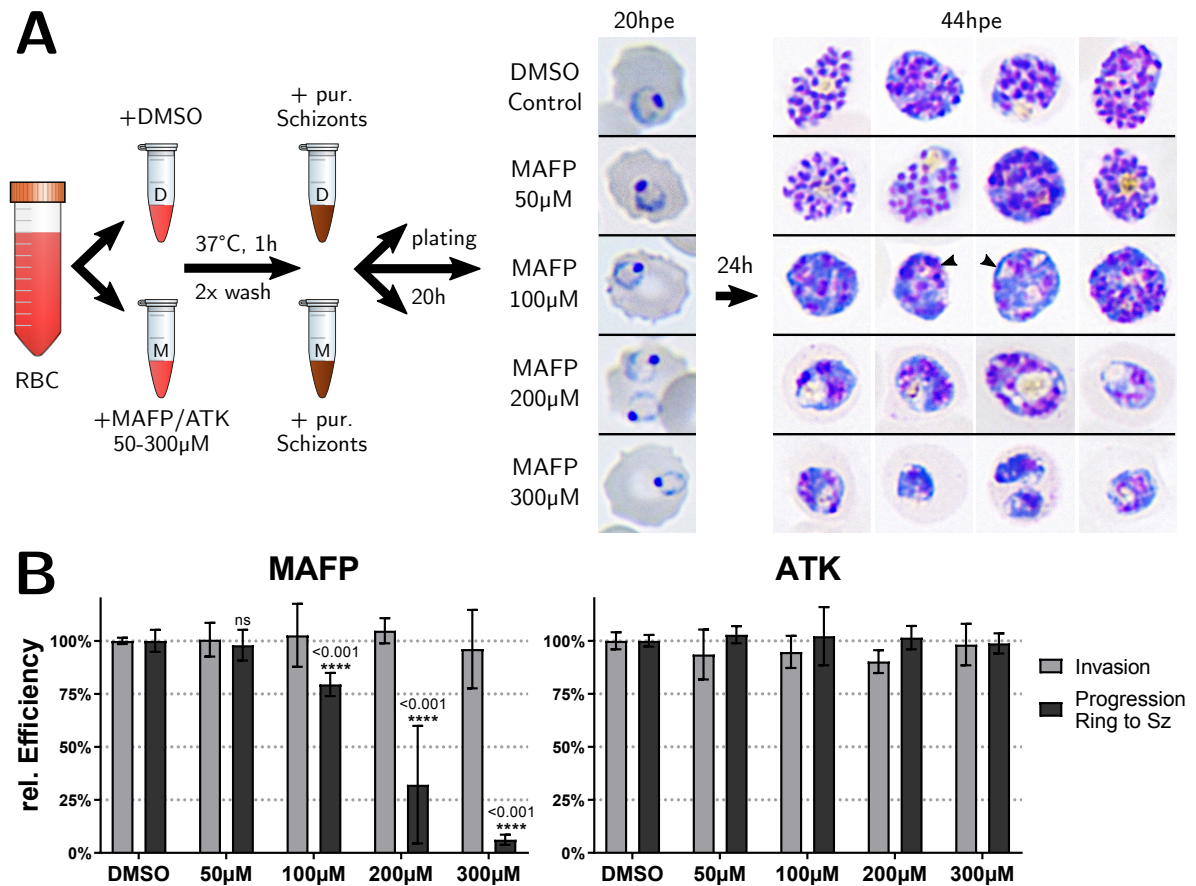 A
20hpe
44hpe
+DMSO
+ pur.
Schizonts
D
D
37°C, 1h
2x wash
plating
20h
M
M
RBC
+MAFP/ATK
50-300µM
+ pur.
Schizonts
DMSO
Control
MAFP
50µM
MAFP
100µM
24h
MAFP
200µM
MAFP
300µM
B
MAFP
rel. Efficiency
100%
75%
50%
25%
0%
ns
<0.001
****
<0.001
****
<0.001
****
DMSO
50µM
100µM
200µM
300µM
ATK
100%
75%
50%
25%
0%
DMSO
50µM
100µM
200µM
300µM
Invasion
Progression
Ring to Sz